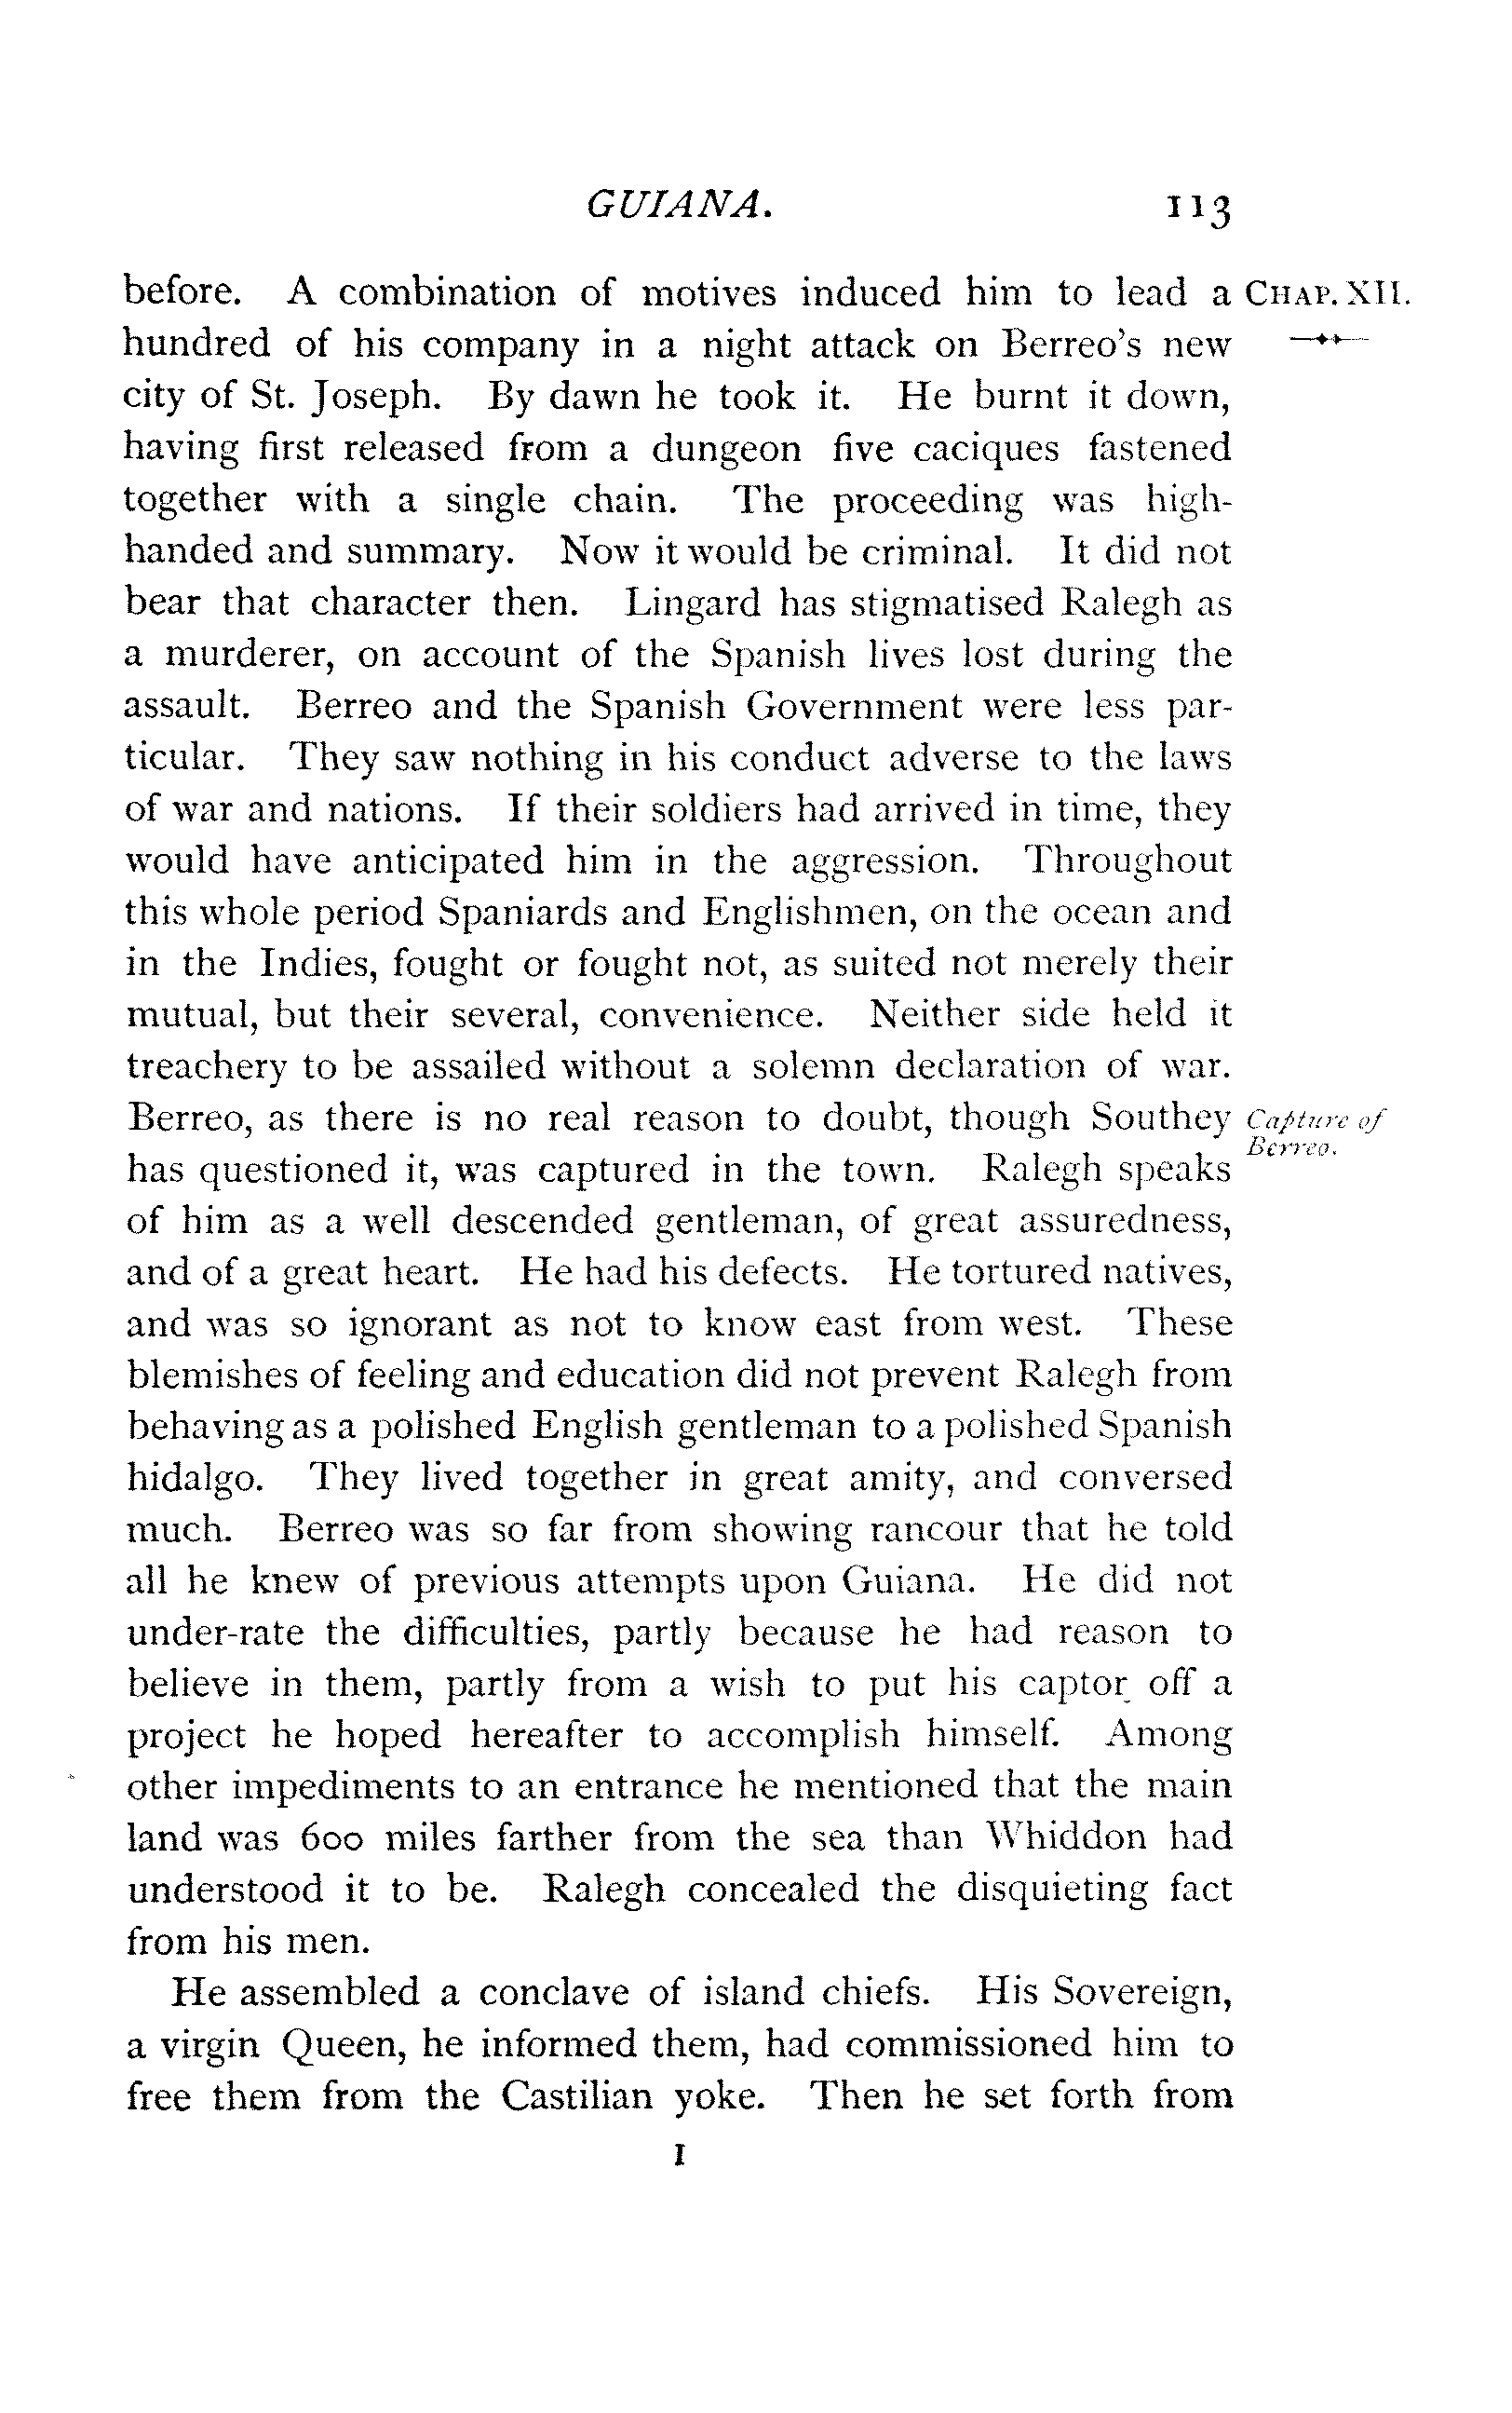 GUIANA. 113
before. A combination of motives induced him to lead a CHAP. XII.
hundred of his company in a night attack on Berreo's new
city of St. Joseph. By dawn he took it. He burnt it down,
having first released from a dungeon five caciques fastened
together with a single chain. The proceeding was high-
handed and summary. Now it would be criminal. It did not
bear that character then. Lingard has stigmatised Ralegh as
a murderer, on account of the Spanish lives lost during the
assault. Berreo and the Spanish Government were less par-
ticular. They saw nothing in his conduct adverse to the laws
of war and nations. If their soldiers had arrived in time, they
would have anticipated him in the aggression. Throughout
this whole period Spaniards and Englishmen, on the ocean and
in the Indies, fought or fought not, as suited not merely their
mutual, but their several, convenience. Neither side held it
treachery to be assailed without a solemn declaration of war.
Berreo, as there is no real reason to doubt, though Southey
Capture of
Berreo.
has questioned it, was captured in the town. Ralegh speaks
of him as a well descended gentleman, of great assuredness,
and of a great heart. He had his defects. He tortured natives,
and was so ignorant as not to know east from west. These
blemishes of feeling and education did not prevent Ralegh from
behaving as a polished English gentleman to a polished Spanish
hidalgo. They lived together in great amity, and conversed
much. Berreo was so far from showing rancour that he told
all he knew of previous attempts upon Guiana. He did not
under-rate the difficulties, partly because he had reason to
believe in them, partly from a wish to put his captor off a
project he hoped hereafter to accomplish himself. Among
other impediments to an entrance he mentioned that the main
land was 600 miles farther from the sea than Whiddon had
understood it to be. Ralegh concealed the disquieting fact
from his men.
He assembled a conclave of island chiefs. His Sovereign,
a virgin Queen, he informed them, had commissioned him to
free them from the Castilian yoke. Then he set forth from
I